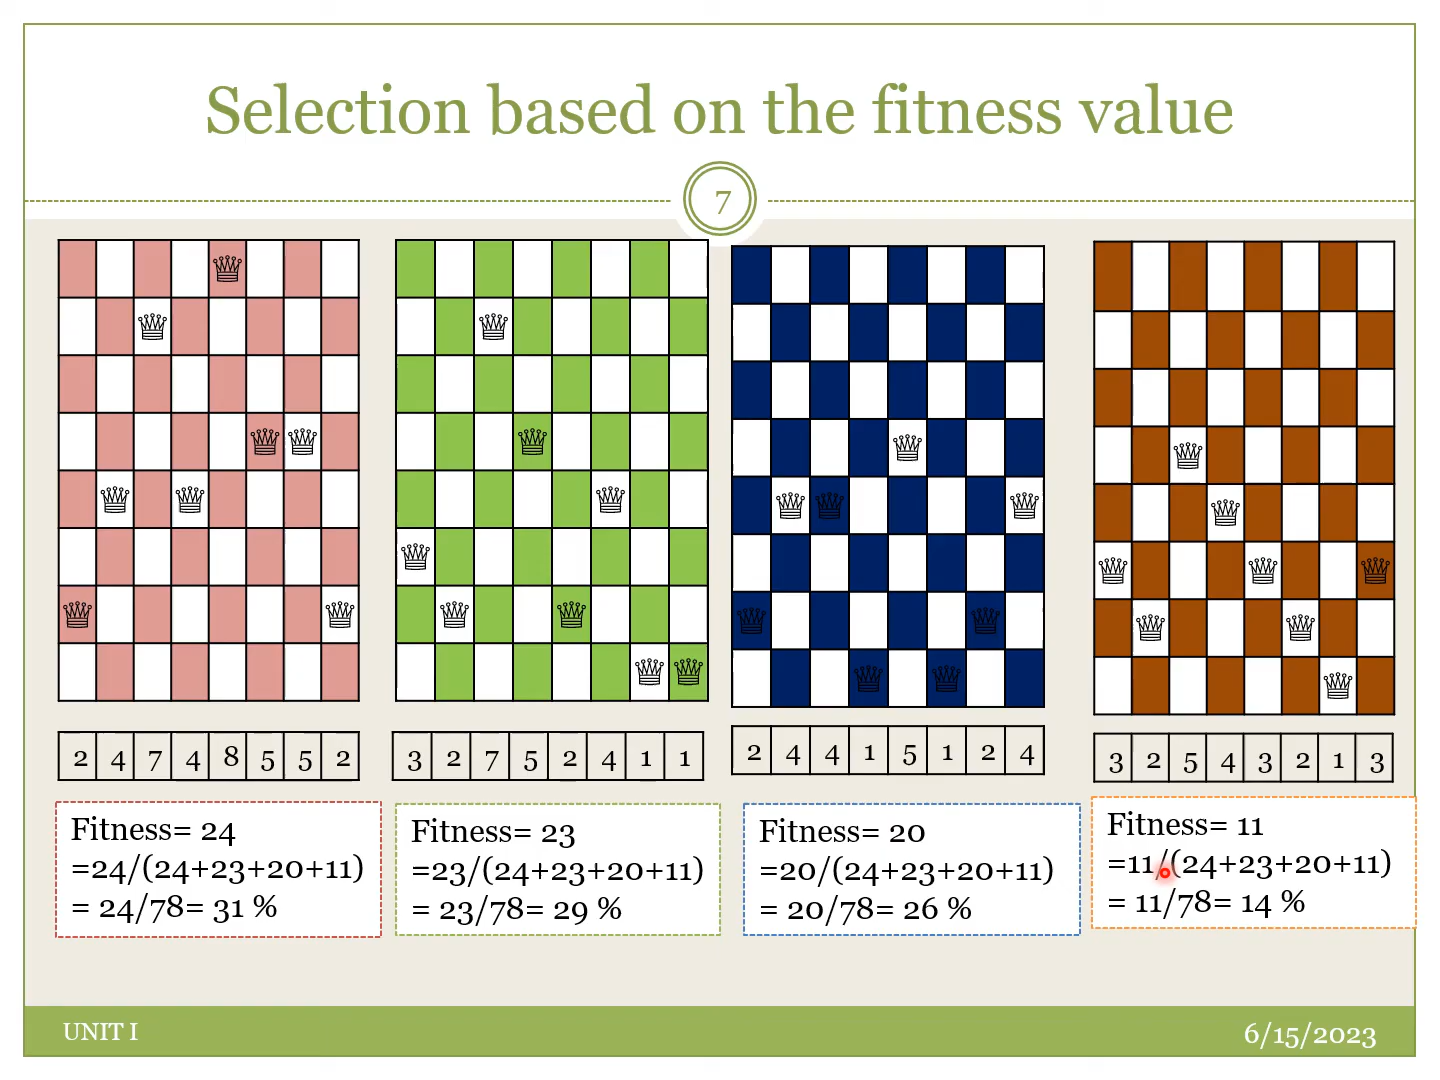 Selection based on the fitness value
7
2 4 7 4 8 5 5 2
3 2 7 5 2 4 1 1
2 4 4 1 5 1 2 4
3 2 5 4 3 2 1 3
Fitness= 24
=24/(24+23+20+11)
= 24/78= 31 %
Fitness= 23
=23/(24+23+20+11)
= 23/78= 29 %
Fitness= 20
=20/(24+23+20+11)
= 20/78= 26 %
Fitness= 11
=11/(24+23+20+11)
= 11/78= 14 %
UNIT I
6/15/2023